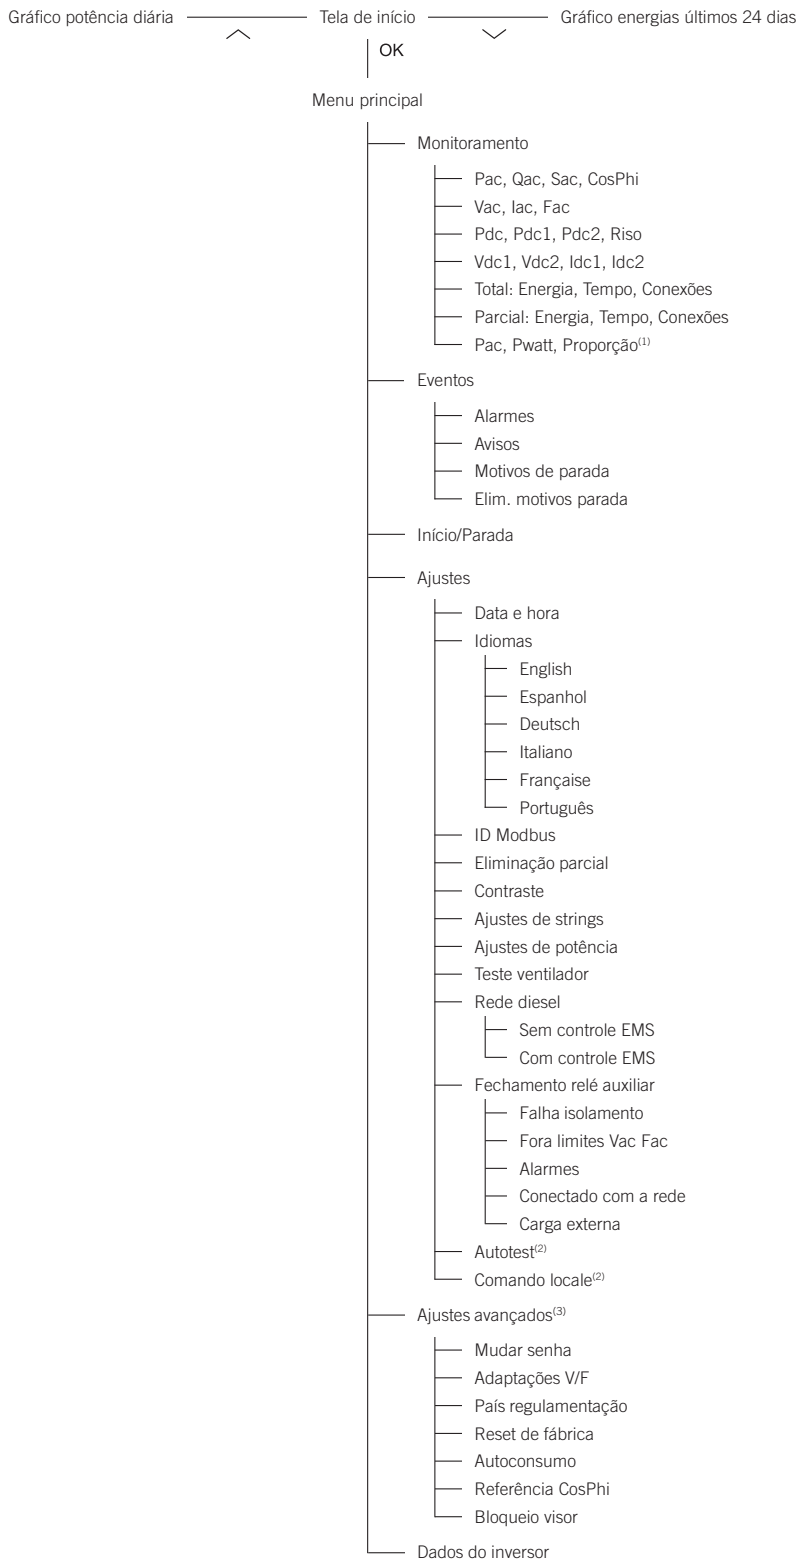 Gráfico potência diária Tela de início Gráfico energias últimos 24 dias
OK
Menu principal
Monitoramento
Pac, Qac, Sac, CosPhi
Vac, Iac, Fac
Pdc, Pdc1, Pdc2, Riso
Vdc1, Vdc2, Idc1, Idc2
Total: Energia, Tempo, Conexões
Parcial: Energia, Tempo, Conexões
Pac, Pwatt, Proporção(1)
Eventos
Alarmes
Avisos
Motivos de parada
Elim. motivos parada
Início/Parada
Ajustes
Data e hora
Idiomas
English
Espanhol
Deutsch
Italiano
Française
Português
ID Modbus
Eliminação parcial
Contraste
Ajustes de strings
Ajustes de potência
Teste ventilador
Rede diesel
Sem controle EMS
Com controle EMS
Fechamento relé auxiliar
Falha isolamento
Fora limites Vac Fac
Alarmes
Conectado com a rede
Carga externa
Autotest(2)
Comando locale(2)
Ajustes avançados(3)
Mudar senha
Adaptações V/F
País regulamentação
Reset de fábrica
Autoconsumo
Referência CosPhi
Bloqueio visor
Dados do inversor